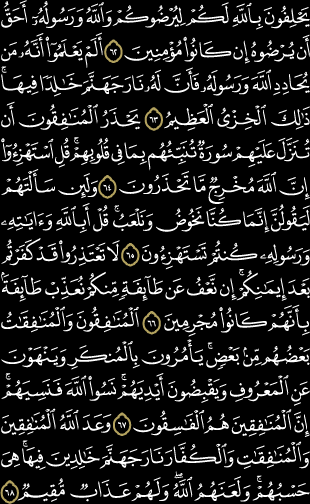 يَحْلِفُونَ بِٱللَّهِ لَكُمْ لِيُرْضُوكُمْ وَٱللَّهُ وَرَسُولُهُۥٓ أَحَقُّ
أَن يُرْضُوهُ إِن كَانُوا۟ مُؤْمِنِينَ ٦٢ أَلَمْ يَعْلَمُوٓا۟ أَنَّهُۥ مَن
يُحَادِدِ ٱللَّهَ وَرَسُولَهُۥ فَأَنَّ لَهُۥ نَارَ جَهَنَّمَ خَٰلِدًا فِيهَا ۚ
ذَٰلِكَ ٱلْخِزْىُ ٱلْعَظِيمُ ٦٣ يَحْذَرُ ٱلْمُنَٰفِقُونَ أَن
تُنَزَّلَ عَلَيْهِمْ سُورَةٌ تُنَبِّئُهُم بِمَا فِى قُلُوبِهِمْ ۚ قُلِ ٱسْتَهْزِءُوٓا۟
إِنَّ ٱللَّهَ مُخْرِجٌ مَّا تَحْذَرُونَ ٦٤ وَلَئِن سَأَلْتَهُمْ
لَيَقُولُنَّ إِنَّمَا كُنَّا نَخُوضُ وَنَلْعَبُ ۚ قُلْ أَبِٱللَّهِ وَءَايَٰتِهِۦ
وَرَسُولِهِۦ كُنتُمْ تَسْتَهْزِءُونَ ٦٥ لَا تَعْتَذِرُوا۟ قَدْ كَفَرْتُم
بَعْدَ إِيمَٰنِكُمْ ۚ إِن نَّعْفُ عَن طَآئِفَةٍ مِّنكُمْ نُعَذِّبْ طَآئِفَةًۢ
بِأَنَّهُمْ كَانُوا۟ مُجْرِمِينَ ٦٦ ٱلْمُنَٰفِقُونَ وَٱلْمُنَٰفِقَٰتُ
بَعْضُهُم مِّنۢ بَعْضٍ ۚ يَأْمُرُونَ بِٱلْمُنكَرِ وَيَنْهَوْنَ
عَنِ ٱلْمَعْرُوفِ وَيَقْبِضُونَ أَيْدِيَهُمْ ۚ نَسُوا۟ ٱللَّهَ فَنَسِيَهُمْ ۗ
إِنَّ ٱلْمُنَٰفِقِينَ هُمُ ٱلْفَٰسِقُونَ ٦٧ وَعَدَ ٱللَّهُ ٱلْمُنَٰفِقِينَ
وَٱلْمُنَٰفِقَٰتِ وَٱلْكُفَّارَ نَارَ جَهَنَّمَ خَٰلِدِينَ فِيهَا ۚ هِىَ
حَسْبُهُمْ ۚ وَلَعَنَهُمُ ٱللَّهُ ۖ وَلَهُمْ عَذَابٌ مُّقِيمٌ ٦٨